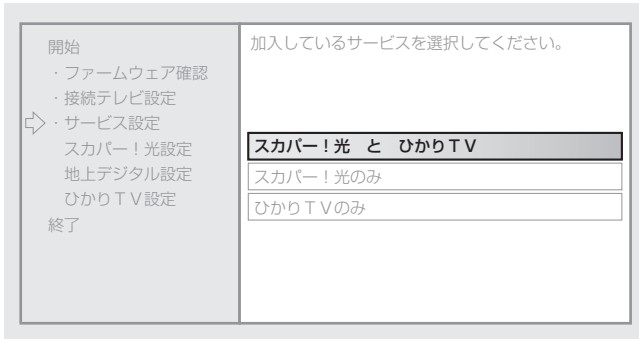 開始
・ファームウェア確認
・接続テレビ設定
・サービス設定
スカパー！光設定
地上デジタル設定
ひかりＴＶ設定
終了
加入しているサービスを選択してください。
スカパー！光　と　ひかりＴＶ
スカパー！光のみ
ひかりＴＶのみ